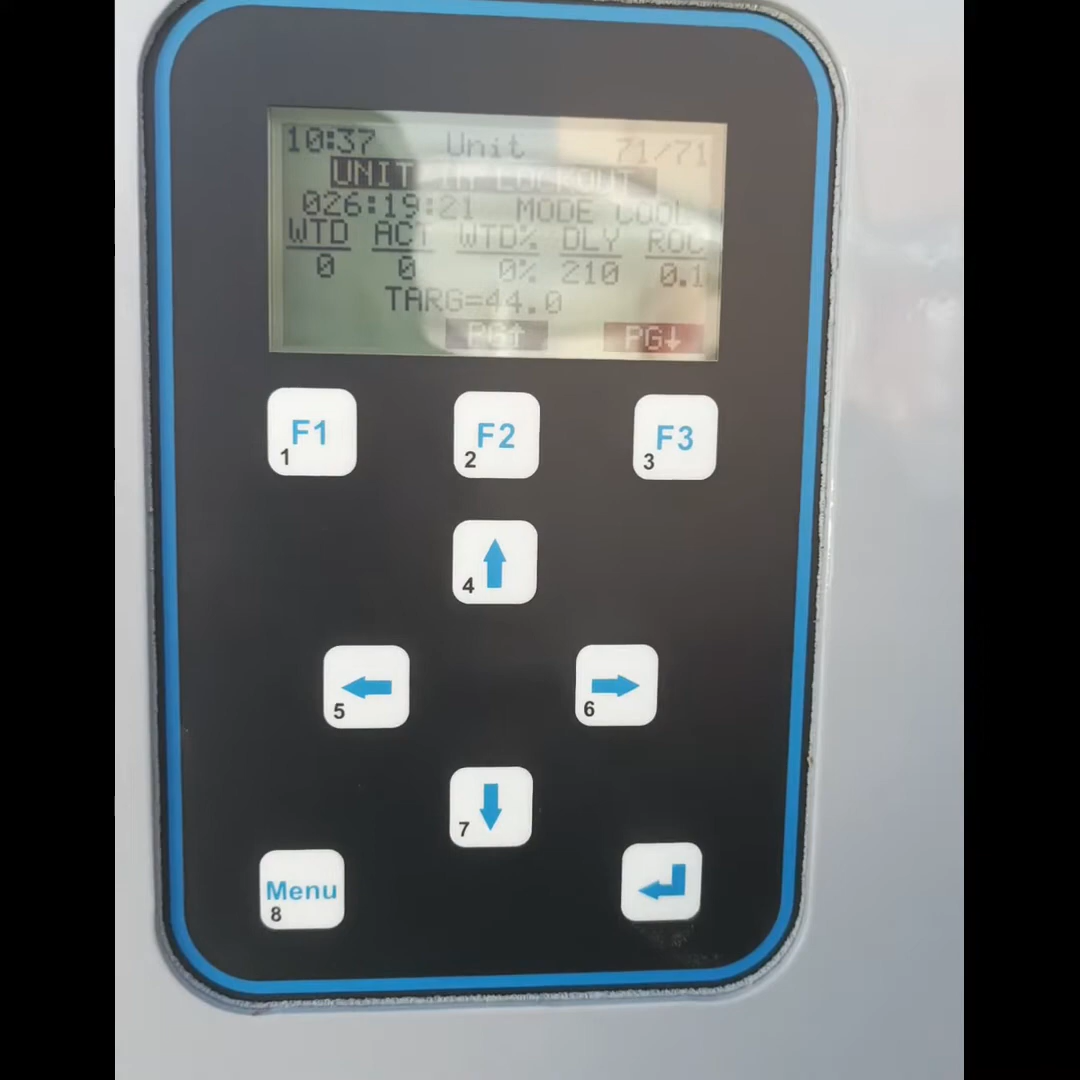 10:37 Unit 71/71
UNIT IN LOCKOUT
026:19:21 MODE COOL
WTD ACT WTD% DLY ROC
0 0 0% 210 0.1
TARG=44.0
PG↑ PG↓
F1 F2 F3
1 2 3
4
5 6
7
Menu
8